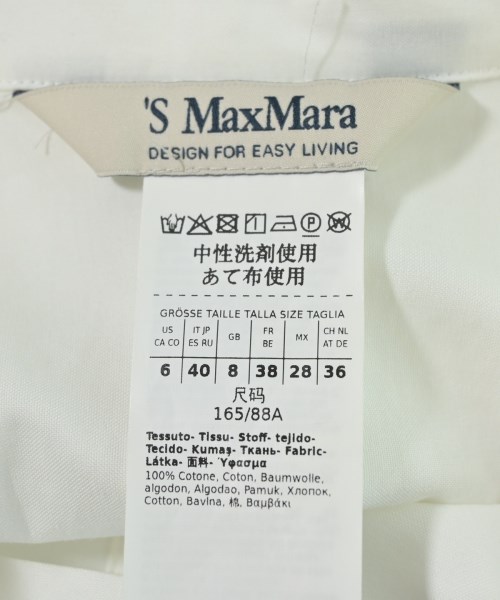 'S MaxMara
DESIGN FOR EASY LIVING
中性洗剤使用
あて布使用
GRÖSSE TAILLE TALLA SIZE TAGLIA
US CA CO IT JP ES RU GB FR BE MX CH NL AT DE
6 40 8 38 28 36
尺码
165/88A
Tessuto- Tissu- Stoff- tejido-
Tecido- Kumaş- Ткань- Fabric-
Látka- 面料- Ύφασμα
100% Cotone, Coton, Baumwolle,
algodon, Algodao, Pamuk, Хлопок,
Cotton, Bavlna, 棉, Βαμβάκι